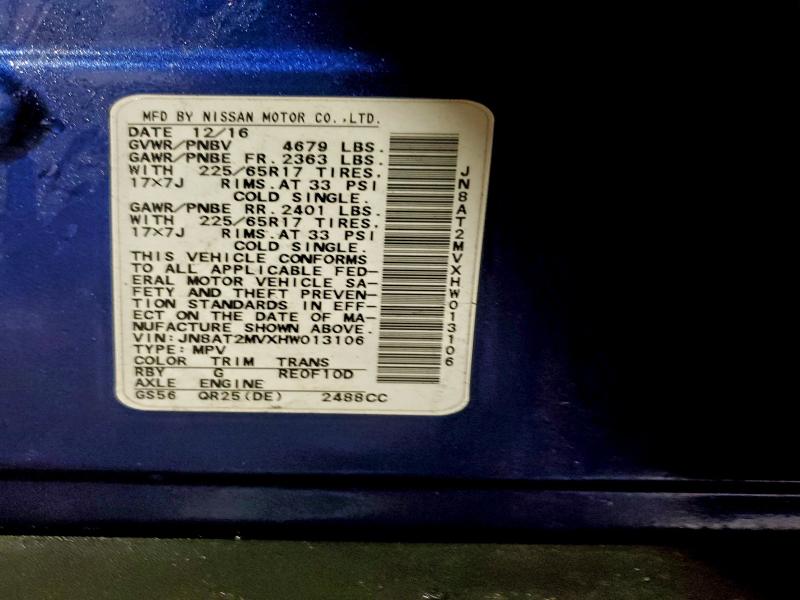 MFD BY NISSAN MOTOR CO.,LTD.
DATE 12/16
GVWR/PNBV 4679 LBS.
GAWR/PNBE FR. 2363 LBS.
WITH 225/65R17 TIRES.
17×7J RIMS.AT 33 PSI
COLD SINGLE.
GAWR/PNBE RR. 2401 LBS.
WITH 225/65R17 TIRES.
17×7J RIMS.AT 33 PSI
COLD SINGLE.
THIS VEHICLE CONFORMS
TO ALL APPLICABLE FED-
ERAL MOTOR VEHICLE SA-
FETY AND THEFT PREVEN-
TION STANDARDS IN EFF-
ECT ON THE DATE OF MA-
NUFACTURE SHOWN ABOVE.
VIN:JN8AT2MVXHW013106
TYPE: MPV
COLOR TRIM TRANS
RBY G RE0F10D
AXLE ENGINE
GS56 QR25(DE) 2488CC
JN8AT2MVXHW013106